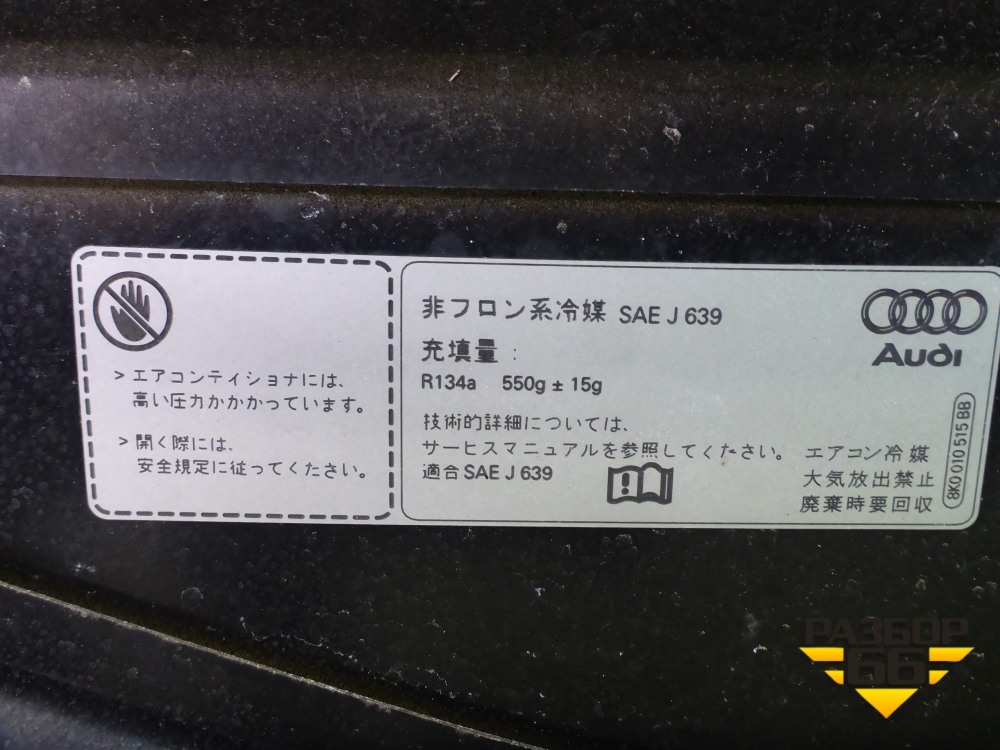 > エアコンディショナには、
高い圧力がかかっています。
> 開く際には、
安全規定に従ってください。
非フロン系冷媒 SAE J 639
充填量 :
R134a 550g ± 15g
技術的詳細については、
サービスマニュアルを参照してください。
適合 SAE J 639
Audi
エアコン冷媒
大気放出禁止
廃棄時要回収
8K0 010 515 BB
РАЗБОР
66